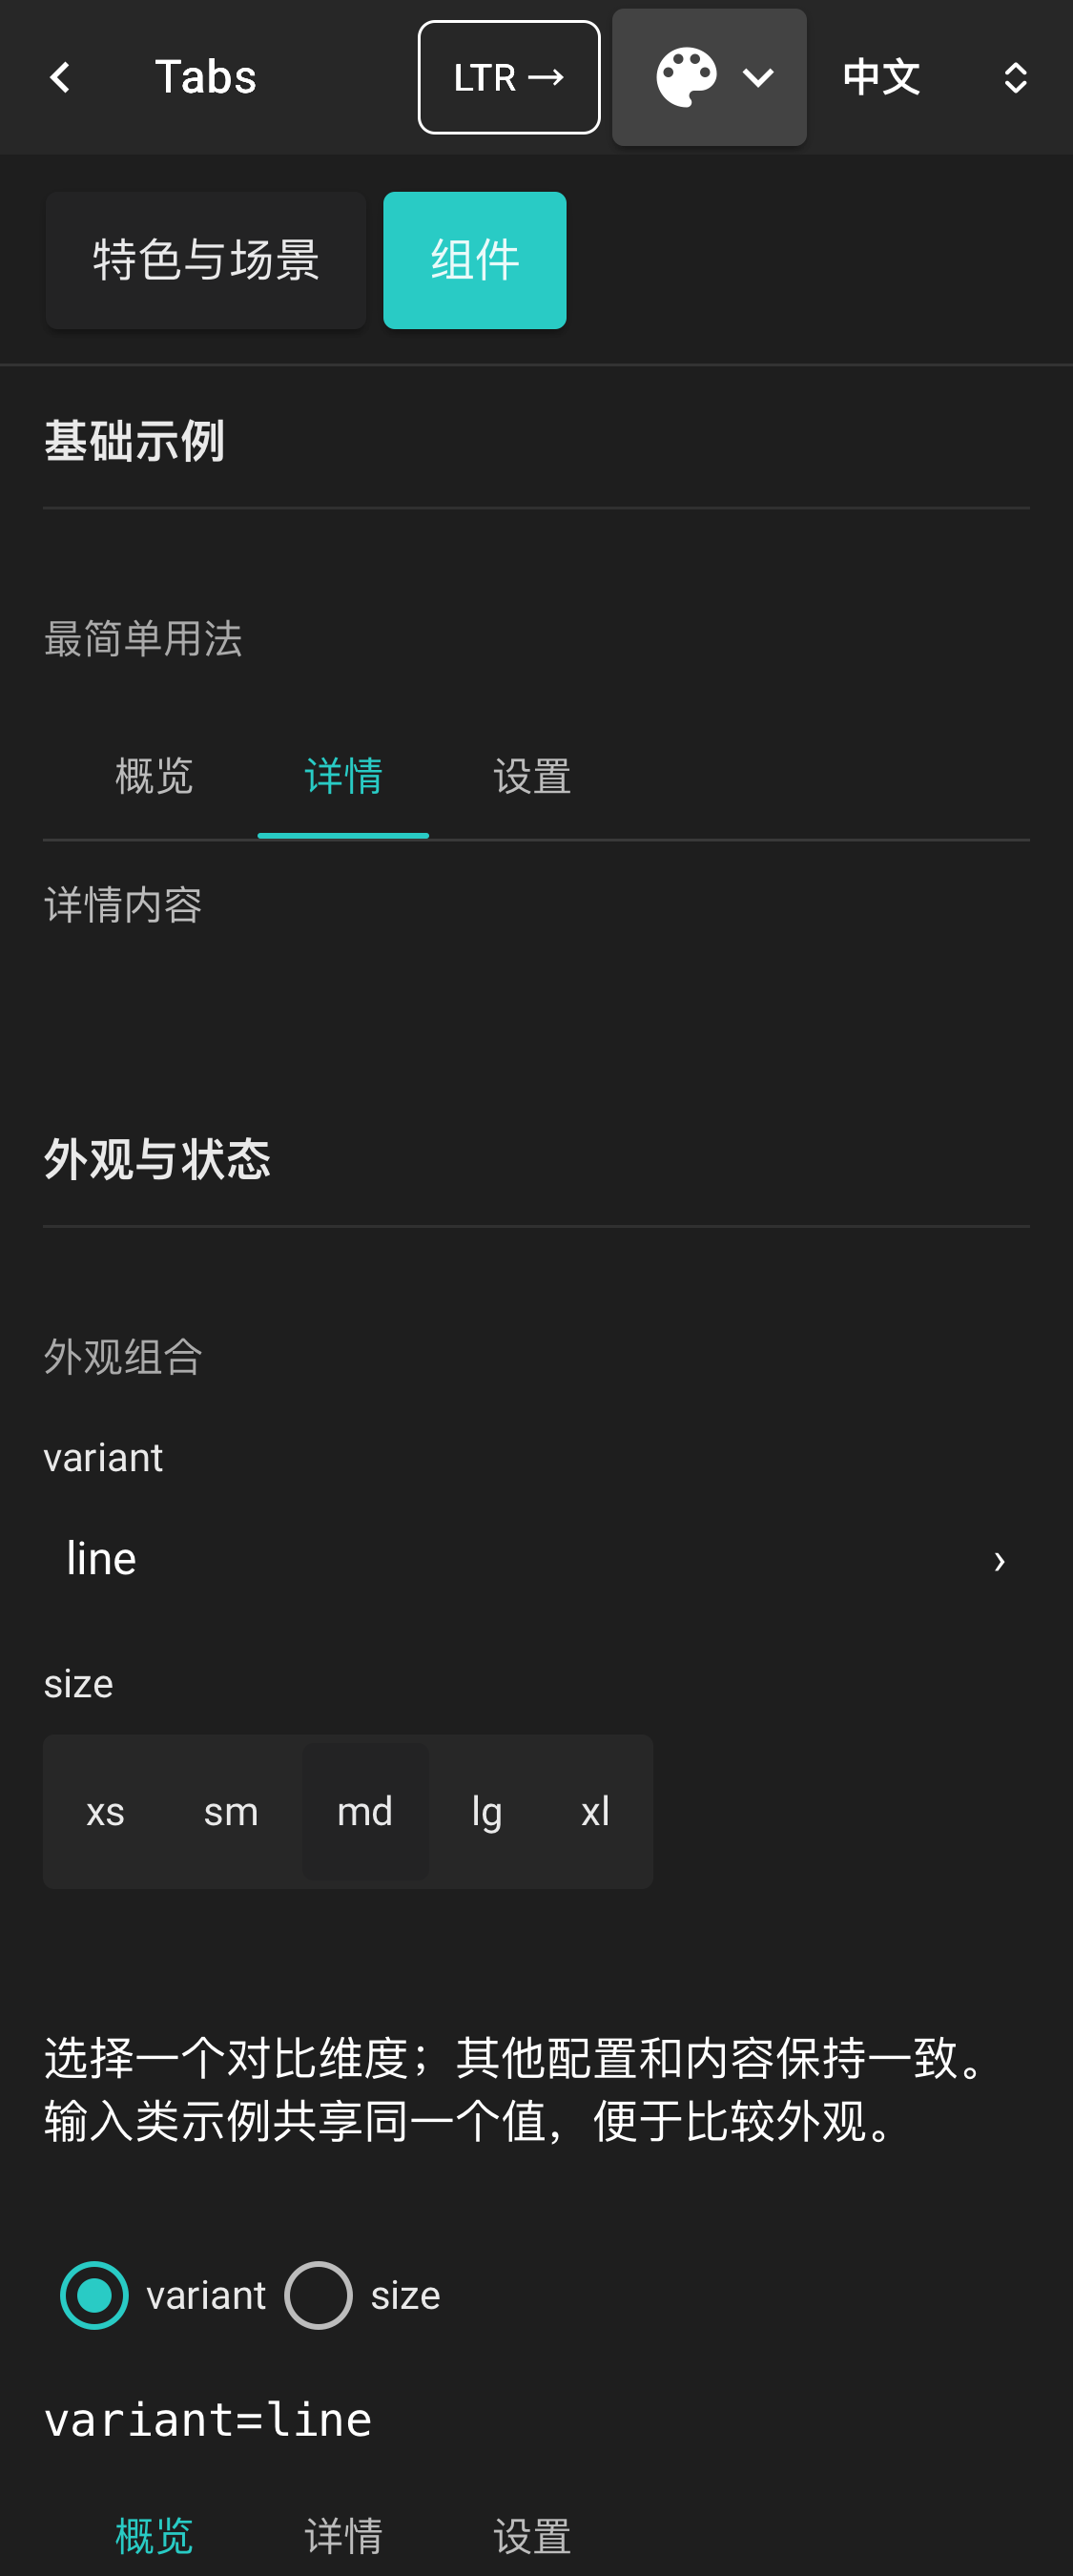 Tabs
LTR →
中文
特色与场景
组件
基础示例
最简单用法
概览 详情 设置
详情内容
外观与状态
外观组合
variant
line
size
xs sm md lg xl
选择一个对比维度；其他配置和内容保持一致。
输入类示例共享同一个值，便于比较外观。
variant size
variant=line
概览 详情 设置